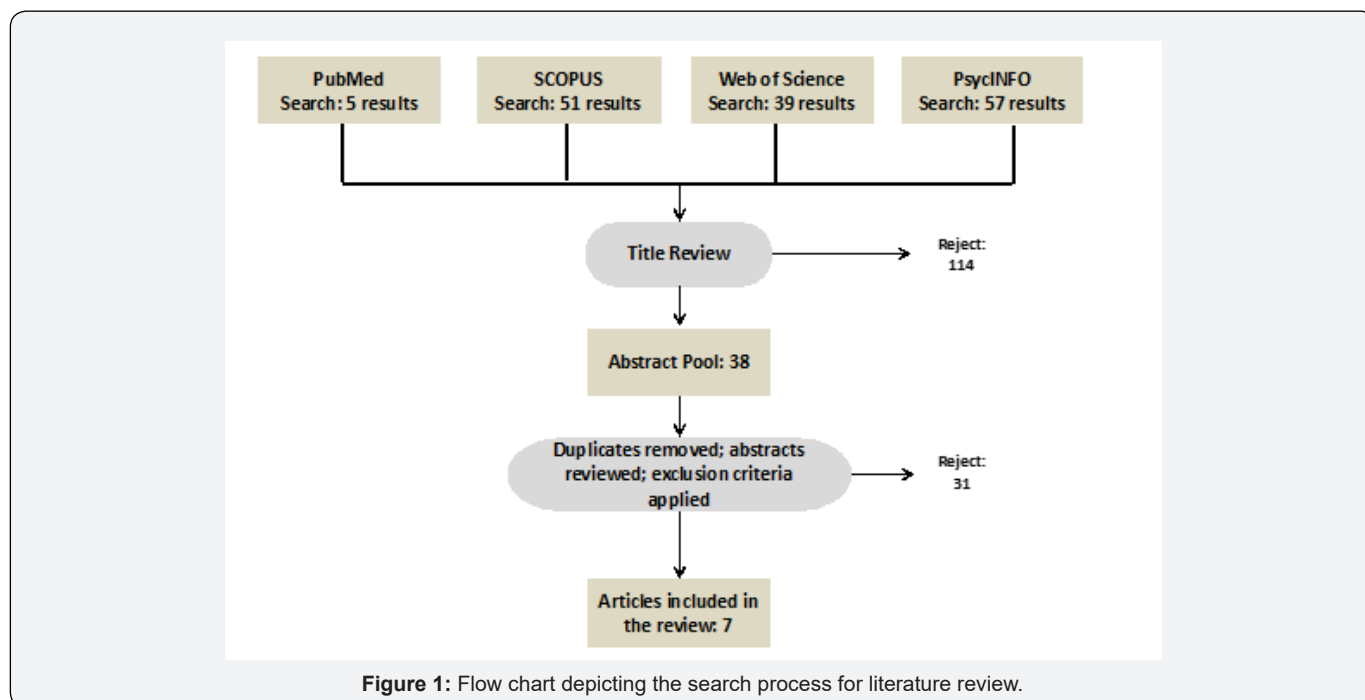 PubMed
Search: 5 results
SCOPUS
Search: 51 results
Web of Science
Search: 39 results
PsycINFO
Search: 57 results
Title Review
Reject:
114
Abstract Pool: 38
Duplicates removed; abstracts
reviewed; exclusion criteria
applied
Reject:
31
Articles included in
the review: 7
Figure 1: Flow chart depicting the search process for literature review.